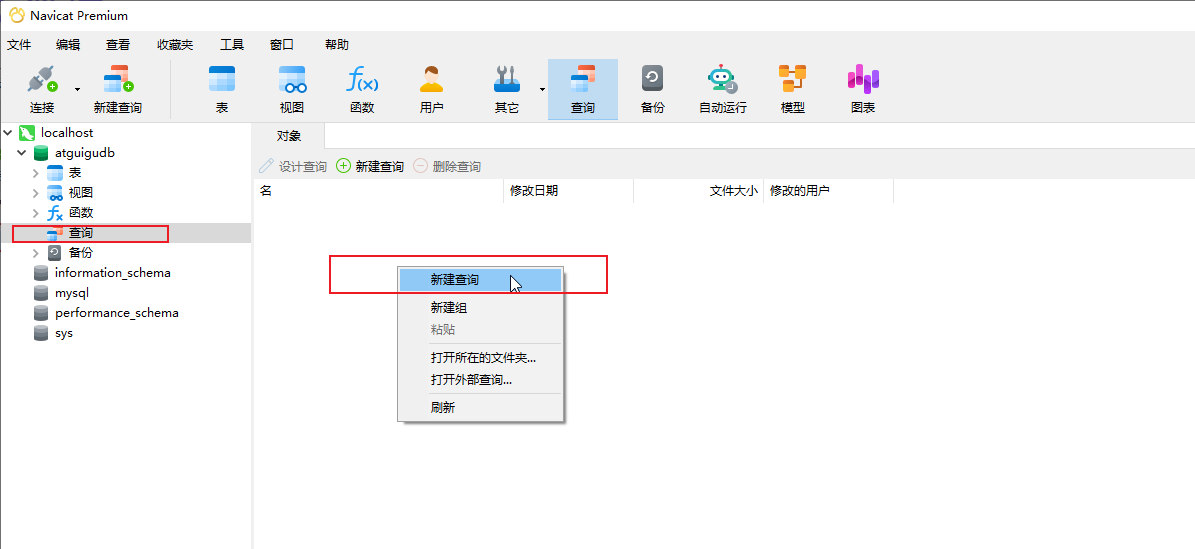 Navicat Premium
文件 编辑 查看 收藏夹 工具 窗口 帮助
连接 新建查询 表 视图 函数 用户 其它 查询 备份 自动运行 模型 图表
localhost
atguigudb
表
视图
函数
查询
备份
information_schema
mysql
performance_schema
sys
对象
设计查询 新建查询 删除查询
名 修改日期 文件大小 修改的用户
新建查询
新建组
粘贴
打开所在的文件夹...
打开外部查询...
刷新